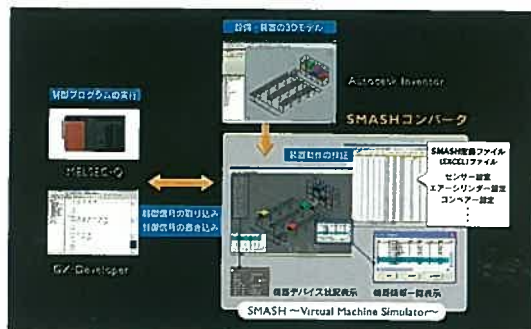 設備・装置の3Dモデル
Autodesk Inventor
制御プログラムの実行
SMASHコンバータ
MELSEC-Q
装置動作の検証
SMASH定義ファイル
(EXCEL)ファイル
センサー設定
エアーシリンダー設定
コンベアー設定
制御信号の取り込み
制御信号の書き込み
GX-Developer
機器デバイス状況表示
機器情報一覧表示
SMASH 〜Virtual Machine Simulator〜